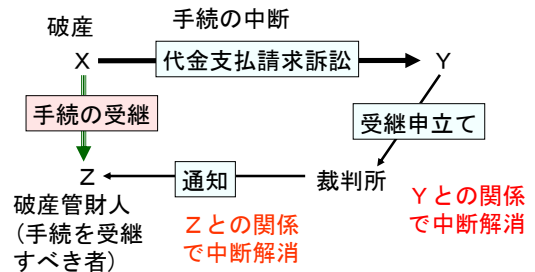 手続の中断
破産
X
代金支払請求訴訟
Y
手続の受継
受継申立て
Z
通知
裁判所
破産管財人
(手続を受継
すべき者)
Zとの関係
で中断解消
Yとの関係
で中断解消